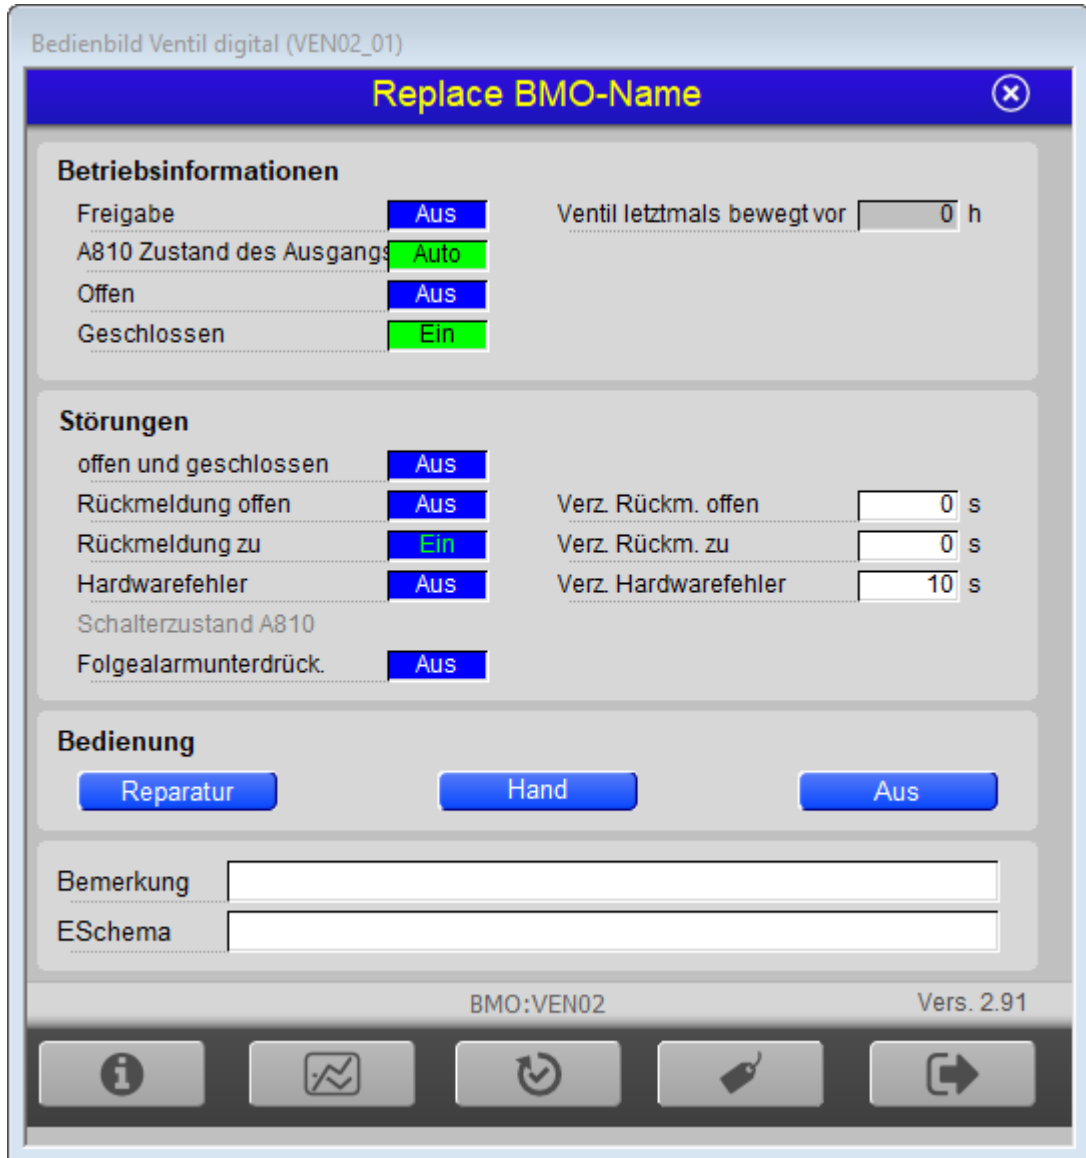 Bedienbild Ventil digital (VEN02_01)
Replace BMO-Name
Betriebsinformationen
Freigabe Aus Ventil letztmals bewegt vor 0 h
A810 Zustand des Ausgangs Auto
Offen Aus
Geschlossen Ein
Störungen
offen und geschlossen Aus
Rückmeldung offen Aus Verz. Rückm. offen 0 s
Rückmeldung zu Ein Verz. Rückm. zu 0 s
Hardwarefehler Aus Verz. Hardwarefehler 10 s
Schalterzustand A810
Folgealarmunterdrück. Aus
Bedienung
Reparatur Hand Aus
Bemerkung
ESchema
BMO:VEN02 Vers. 2.91